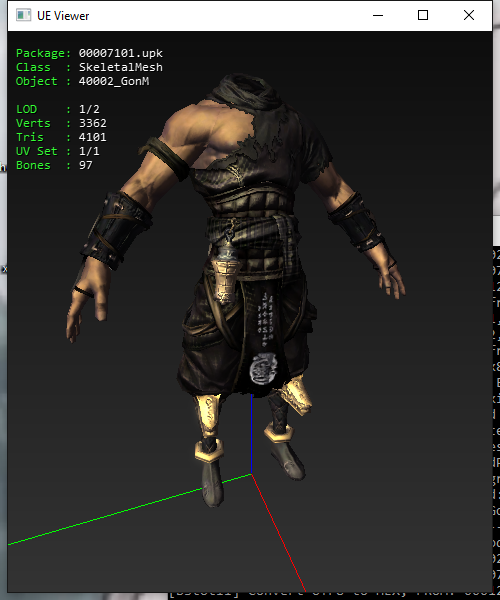 UE Viewer
Package: 00007101.upk
Class : SkeletalMesh
Object : 40002_GonM
LOD : 1/2
Verts : 3362
Tris : 4101
UV Set : 1/1
Bones : 97